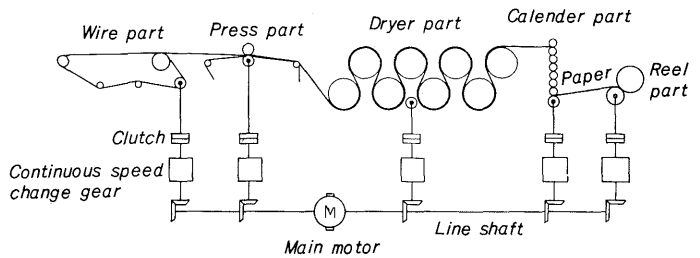 Wire part
Press part
Dryer part
Calender part
Paper
Reel
part
Clutch
Continuous speed
change gear
M
Main motor
Line shaft